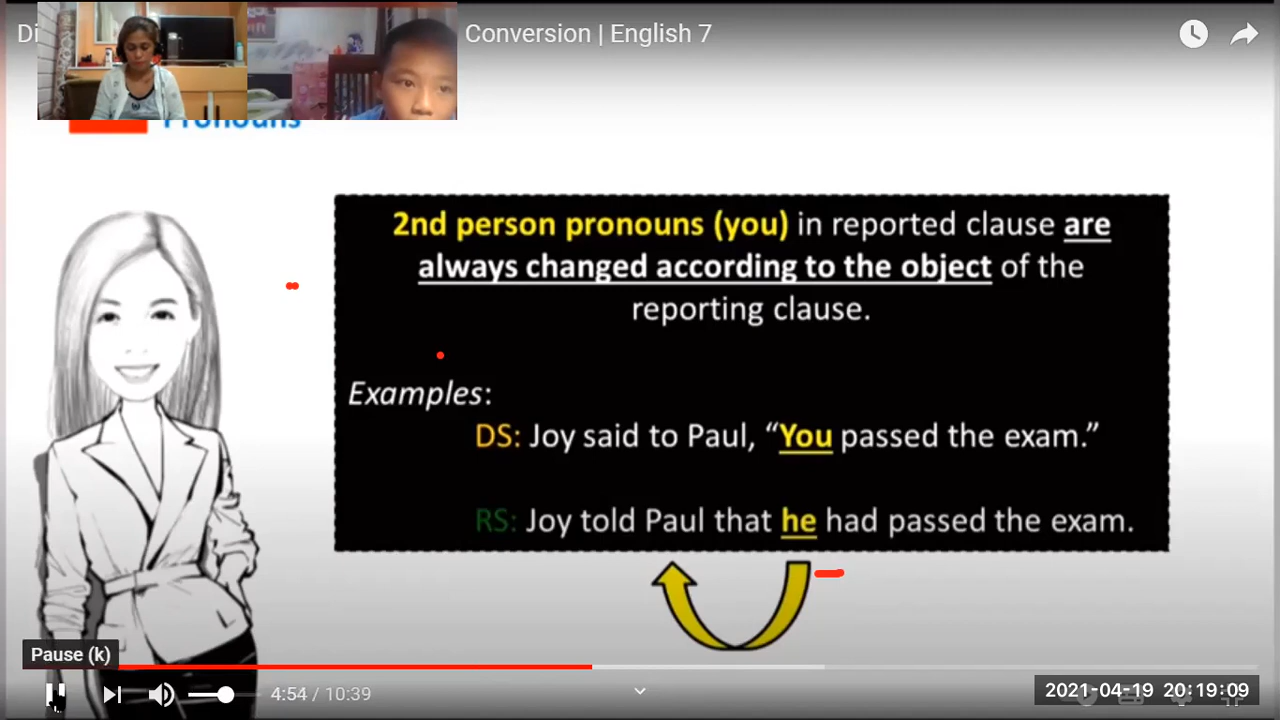 Di
Conversion | English 7
Pronouns
2nd person pronouns (you) in reported clause are
always changed according to the object of the
reporting clause.
Examples:
DS: Joy said to Paul, “You passed the exam.”
RS: Joy told Paul that he had passed the exam.
Pause (k)
4:54 / 10:39
2021-04-19 20:19:09